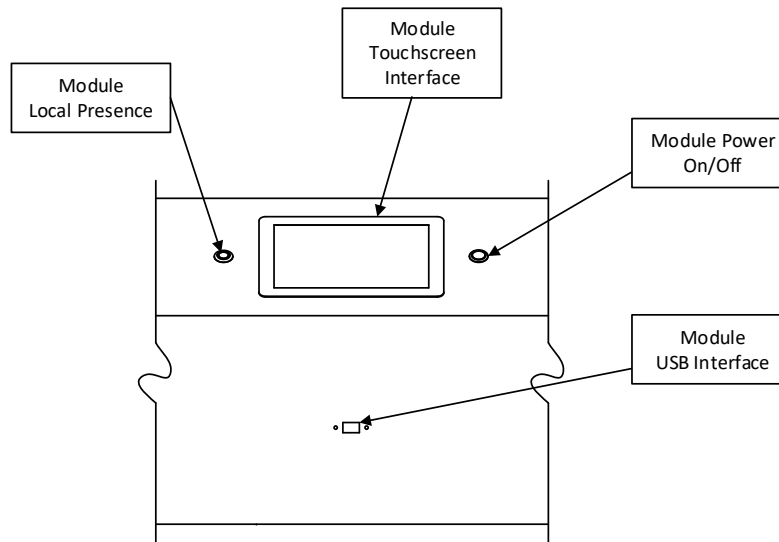 Module
Touchscreen
Interface
Module
Local Presence
Module Power
On/Off
Module
USB Interface